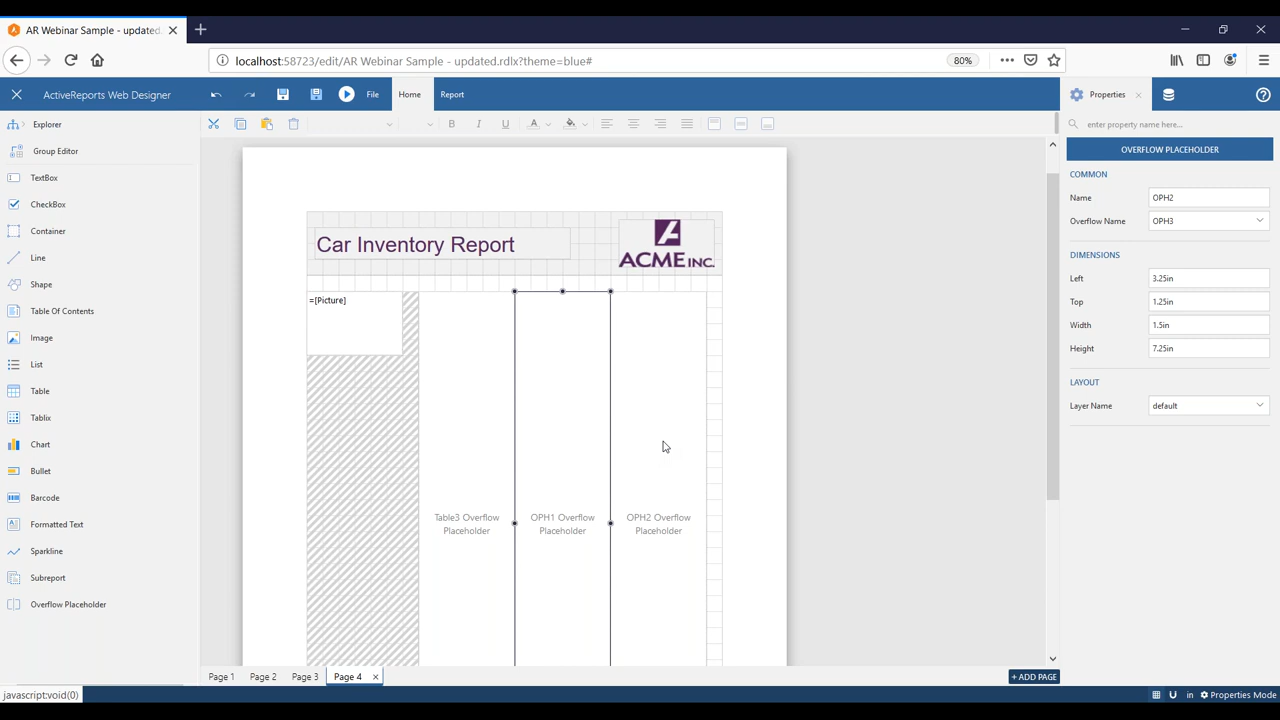 AR Webinar Sample - updated.
localhost:58723/edit/AR Webinar Sample - updated.rdlx?theme=blue#
80%
ActiveReports Web Designer
File
Home
Report
Properties
Explorer
B
I
U
A
enter property name here...
Group Editor
OVERFLOW PLACEHOLDER
TextBox
COMMON
CheckBox
Name
OPH2
Container
Overflow Name
OPH3
Line
Car Inventory Report
ACME INC.
DIMENSIONS
Shape
Left
3.25in
Table Of Contents
=[Picture]
Top
1.25in
Image
Width
1.5in
List
Height
7.25in
Table
LAYOUT
Tablix
Layer Name
default
Chart
Bullet
Barcode
Formatted Text
Table3 Overflow
Placeholder
OPH1 Overflow
Placeholder
OPH2 Overflow
Placeholder
Sparkline
Subreport
Overflow Placeholder
Page 1
Page 2
Page 3
Page 4
+ ADD PAGE
javascript:void(0)
in
Properties Mode